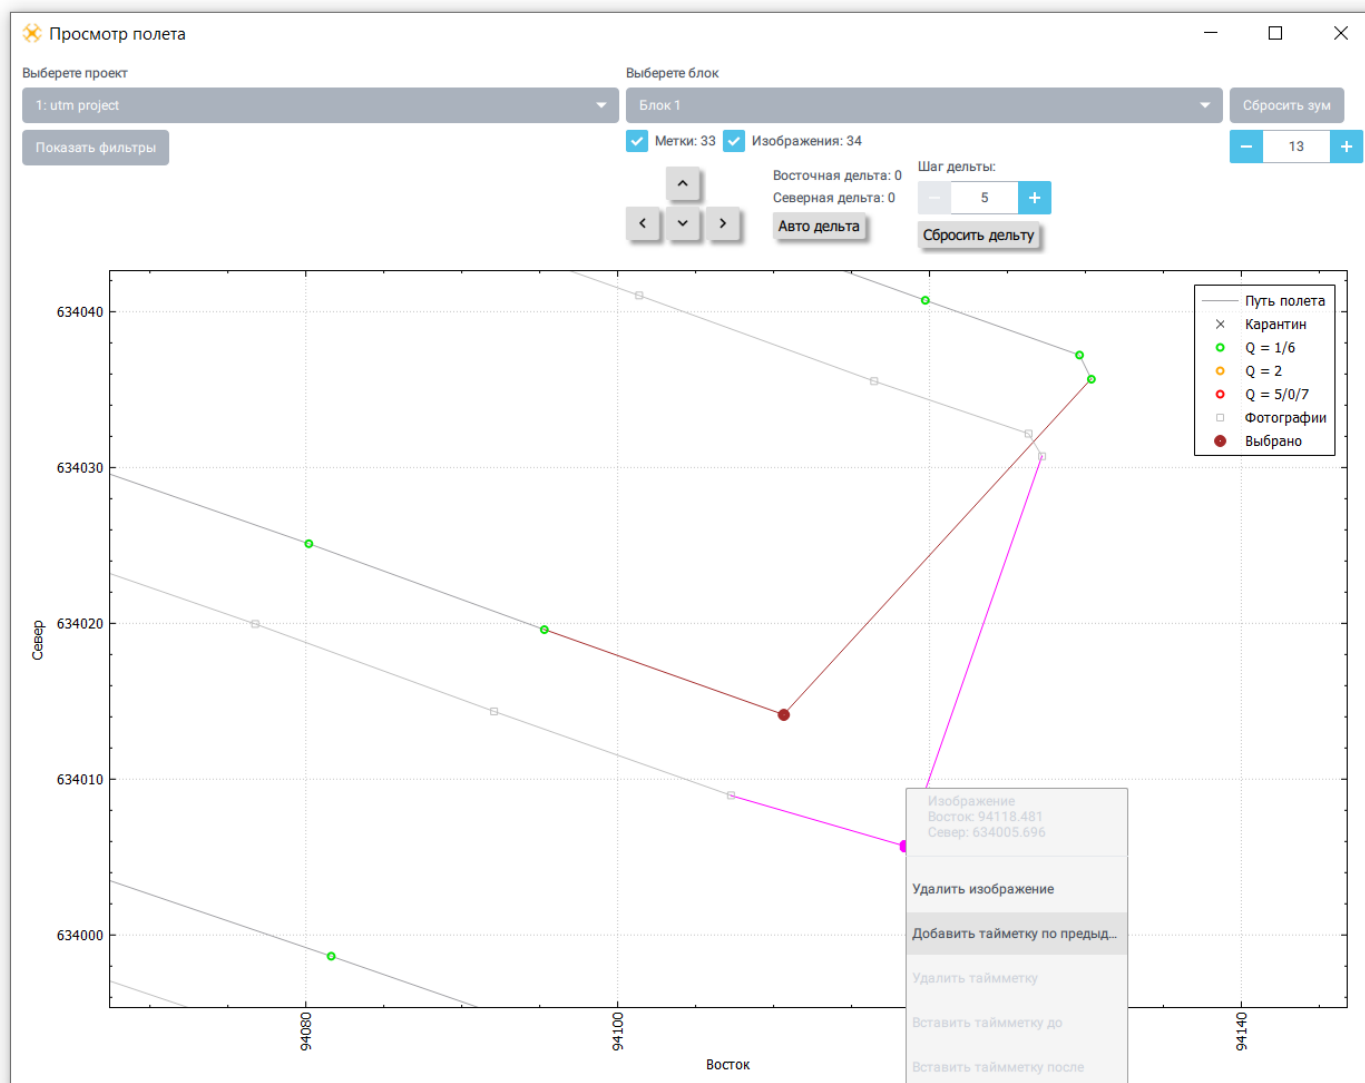 Просмотр полета
Выберете проект
Выберете блок
1: utm project
Блок 1
Сбросить зум
Показать фильтры
Метки: 33
Изображения: 34
13
Восточная дельта: 0
Северная дельта: 0
Авто дельта
Шаг дельты:
5
Сбросить дельту
634040
634030
634020
634010
634000
Север
Путь полета
Карантин
Q = 1/6
Q = 2
Q = 5/0/7
Фотографии
Выбрано
Изображение
Восток: 94118.481
Север: 634005.696
Удалить изображение
Добавить тайметку по предыд...
Удалить таймметку
Вставить таймметку до
Вставить таймметку после
94080
94100
94140
Восток